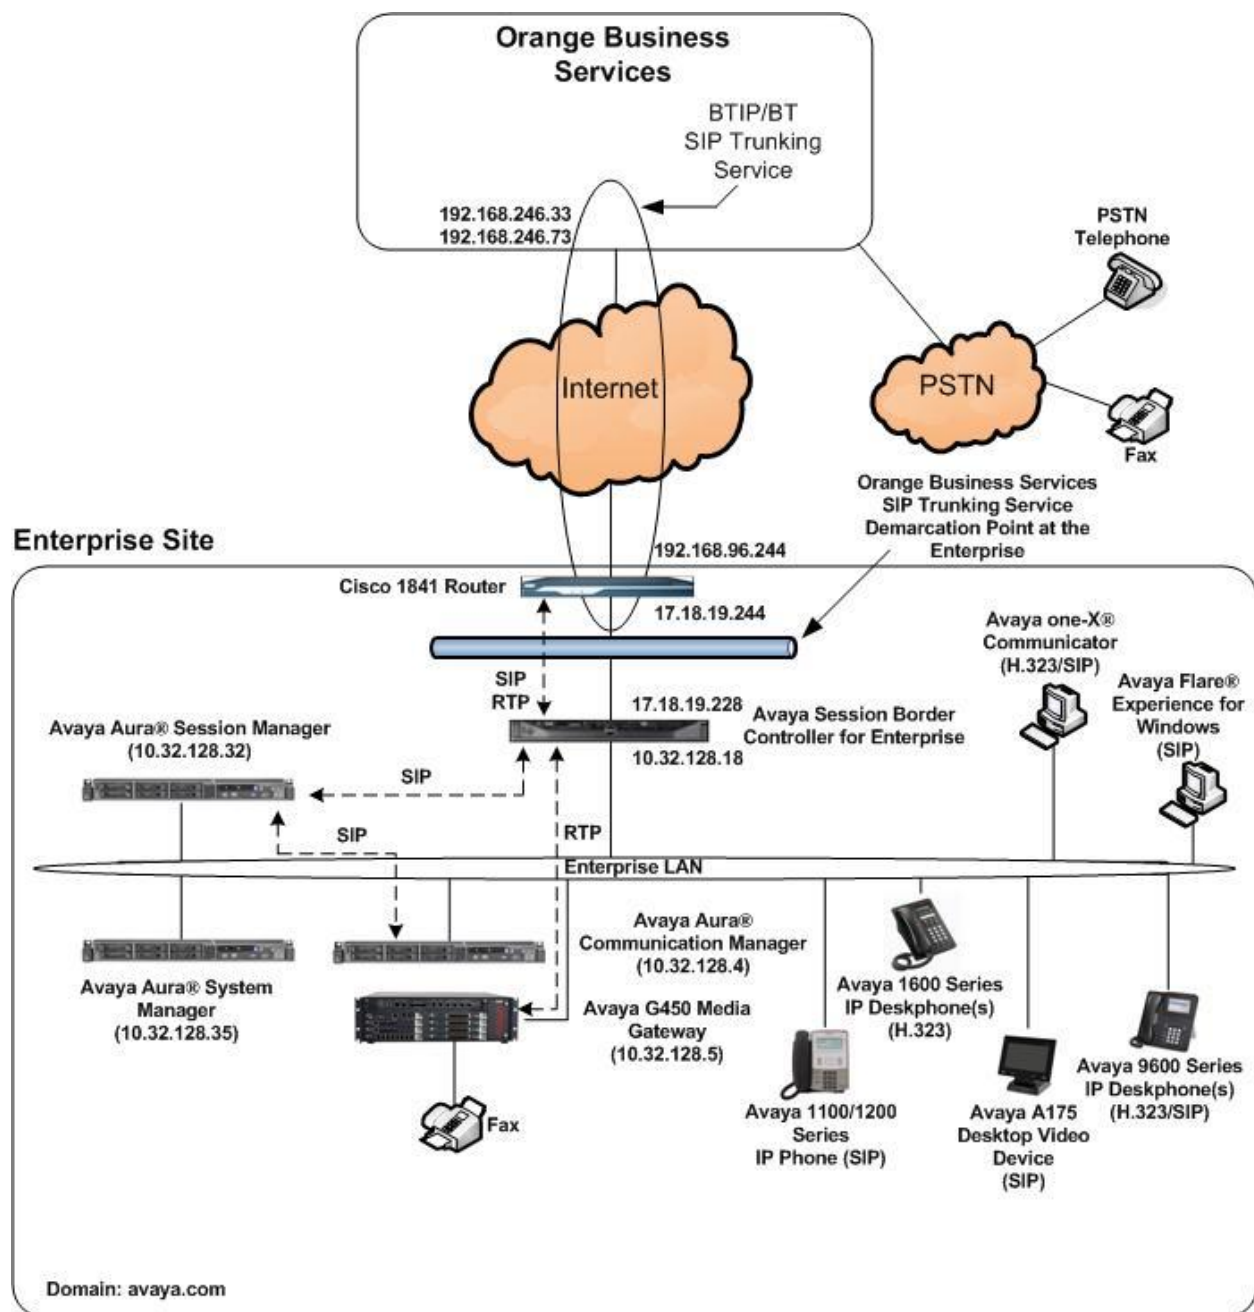 Orange Business
Services
BTIP/BT
SIP Trunking
Service
192.168.246.33
192.168.246.73
PSTN
Telephone
Internet
PSTN
Fax
Orange Business Services
SIP Trunking Service
Demarcation Point at the
Enterprise
Enterprise Site
192.168.96.244
Cisco 1841 Router
17.18.19.244
Avaya one-X®
Communicator
(H.323/SIP)
SIP
RTP
Avaya Flare®
Experience for
Windows
(SIP)
17.18.19.228
Avaya Session Border
Controller for Enterprise
10.32.128.18
Avaya Aura® Session Manager
(10.32.128.32)
SIP
SIP
RTP
Enterprise LAN
Avaya Aura® System
Manager
(10.32.128.35)
Avaya Aura®
Communication Manager
(10.32.128.4)
Avaya G450 Media
Gateway
(10.32.128.5)
Fax
Avaya 1600 Series
IP Deskphone(s)
(H.323)
Avaya 1100/1200
Series
IP Phone (SIP)
Avaya A175
Desktop Video
Device
(SIP)
Avaya 9600 Series
IP Deskphone(s)
(H.323/SIP)
Domain: avaya.com